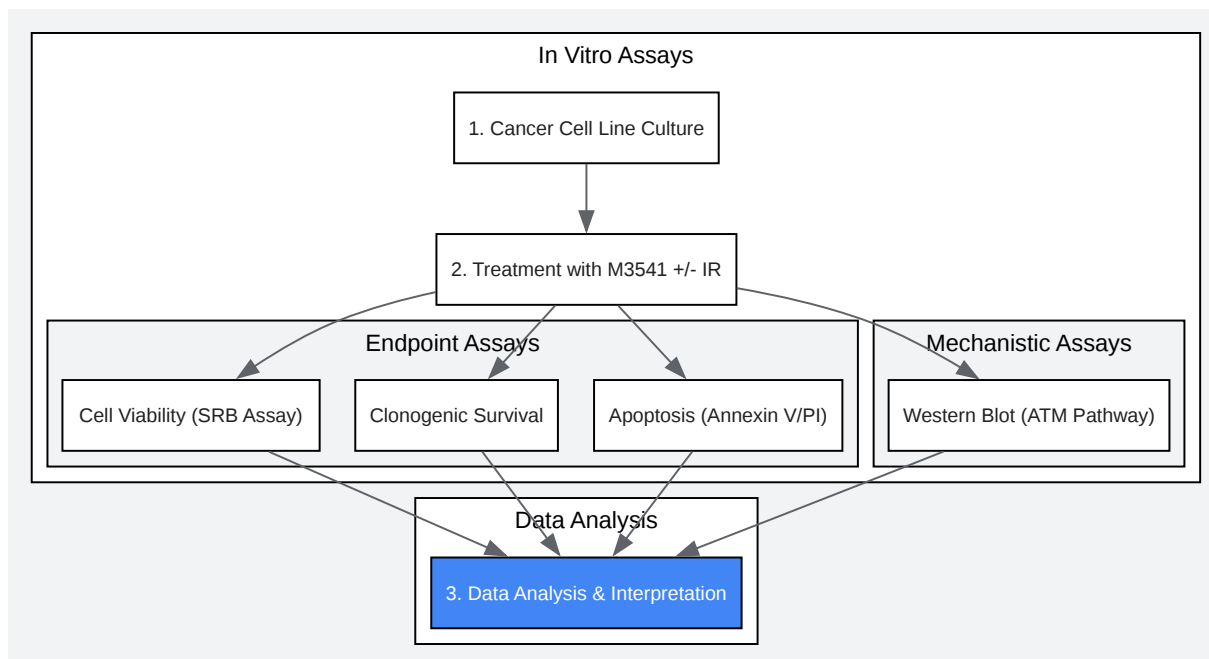 In Vitro Assays
1. Cancer Cell Line Culture
2. Treatment with M3541 +/- IR
Endpoint Assays
Mechanistic Assays
Cell Viability (SRB Assay)
Clonogenic Survival
Apoptosis (Annexin V/PI)
Western Blot (ATM Pathway)
Data Analysis
3. Data Analysis & Interpretation